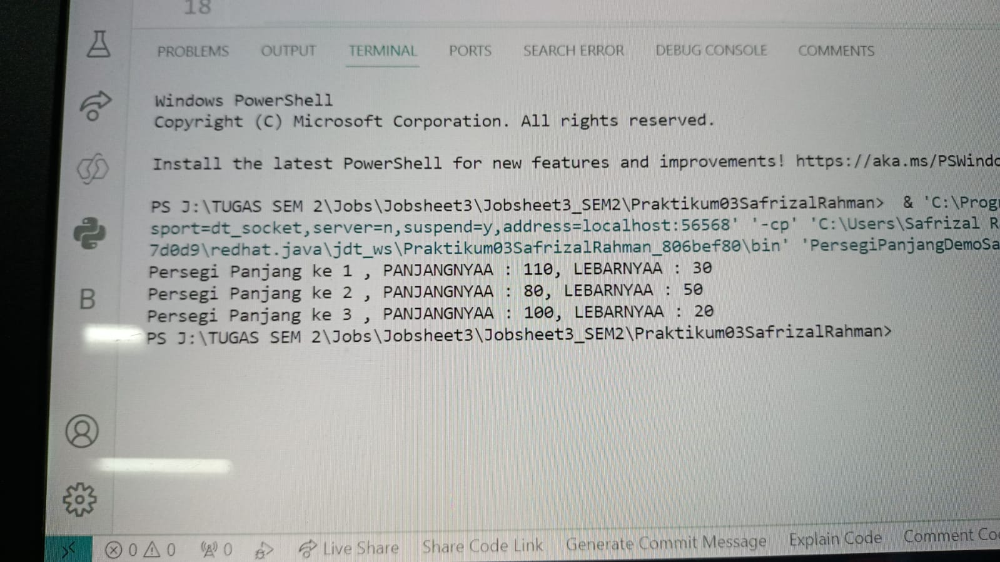 18
PROBLEMS OUTPUT TERMINAL PORTS SEARCH ERROR DEBUG CONSOLE COMMENTS
Windows PowerShell
Copyright (C) Microsoft Corporation. All rights reserved.
Install the latest PowerShell for new features and improvements! https://aka.ms/PSWindo
PS J:\TUGAS SEM 2\Jobs\Jobsheet3\Jobsheet3_SEM2\Praktikum03SafrizalRahman> & 'C:\Prog
sport=dt_socket,server=n,suspend=y,address=localhost:56568' '-cp' 'C:\Users\Safrizal R
7d0d9\redhat.java\jdt_ws\Praktikum03SafrizalRahman_806bef80\bin' 'PersegiPanjangDemoSa
Persegi Panjang ke 1 , PANJANGNYAA : 110, LEBARNYAA : 30
Persegi Panjang ke 2 , PANJANGNYAA : 80, LEBARNYAA : 50
Persegi Panjang ke 3 , PANJANGNYAA : 100, LEBARNYAA : 20
PS J:\TUGAS SEM 2\Jobs\Jobsheet3\Jobsheet3_SEM2\Praktikum03SafrizalRahman>
B
0 0 0 Live Share Share Code Link Generate Commit Message Explain Code Comment Co